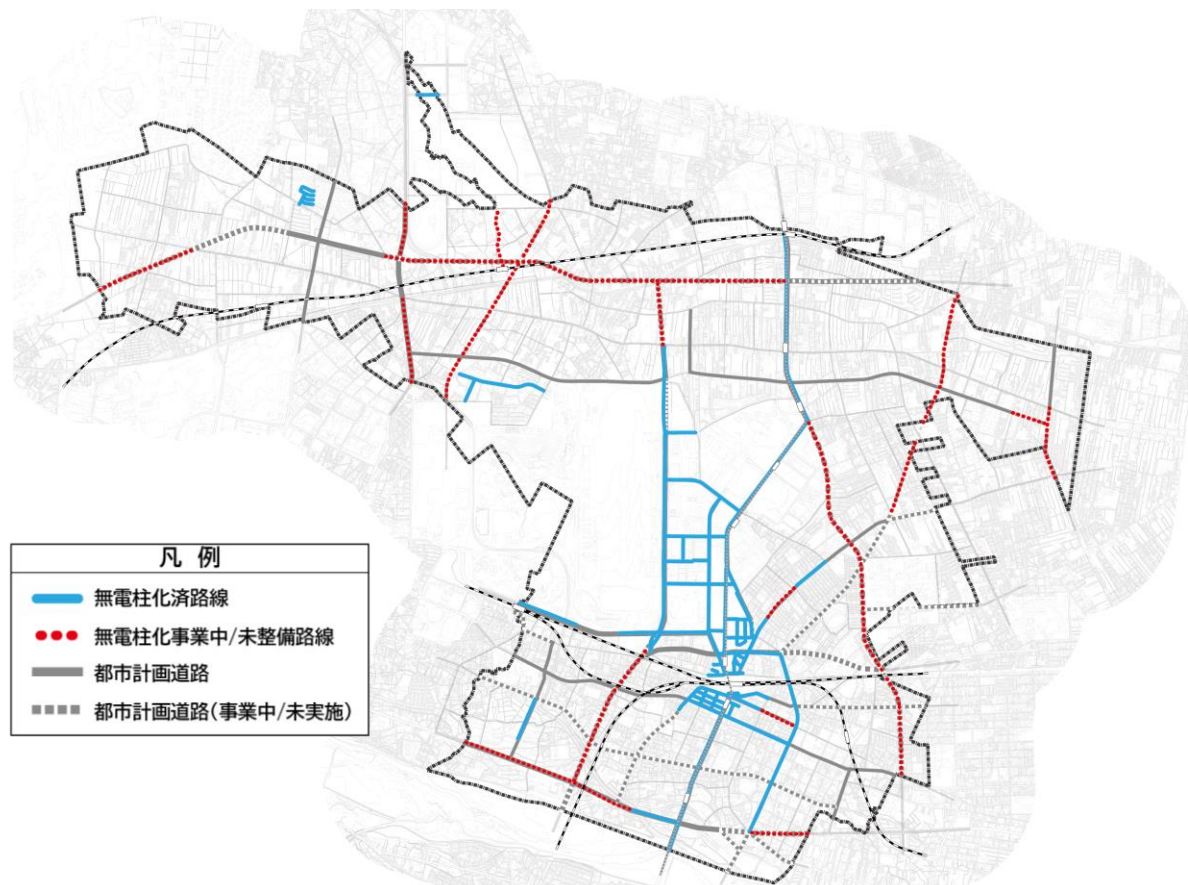 凡 例
無電柱化済路線
無電柱化事業中/未整備路線
都市計画道路
都市計画道路(事業中/未実施)